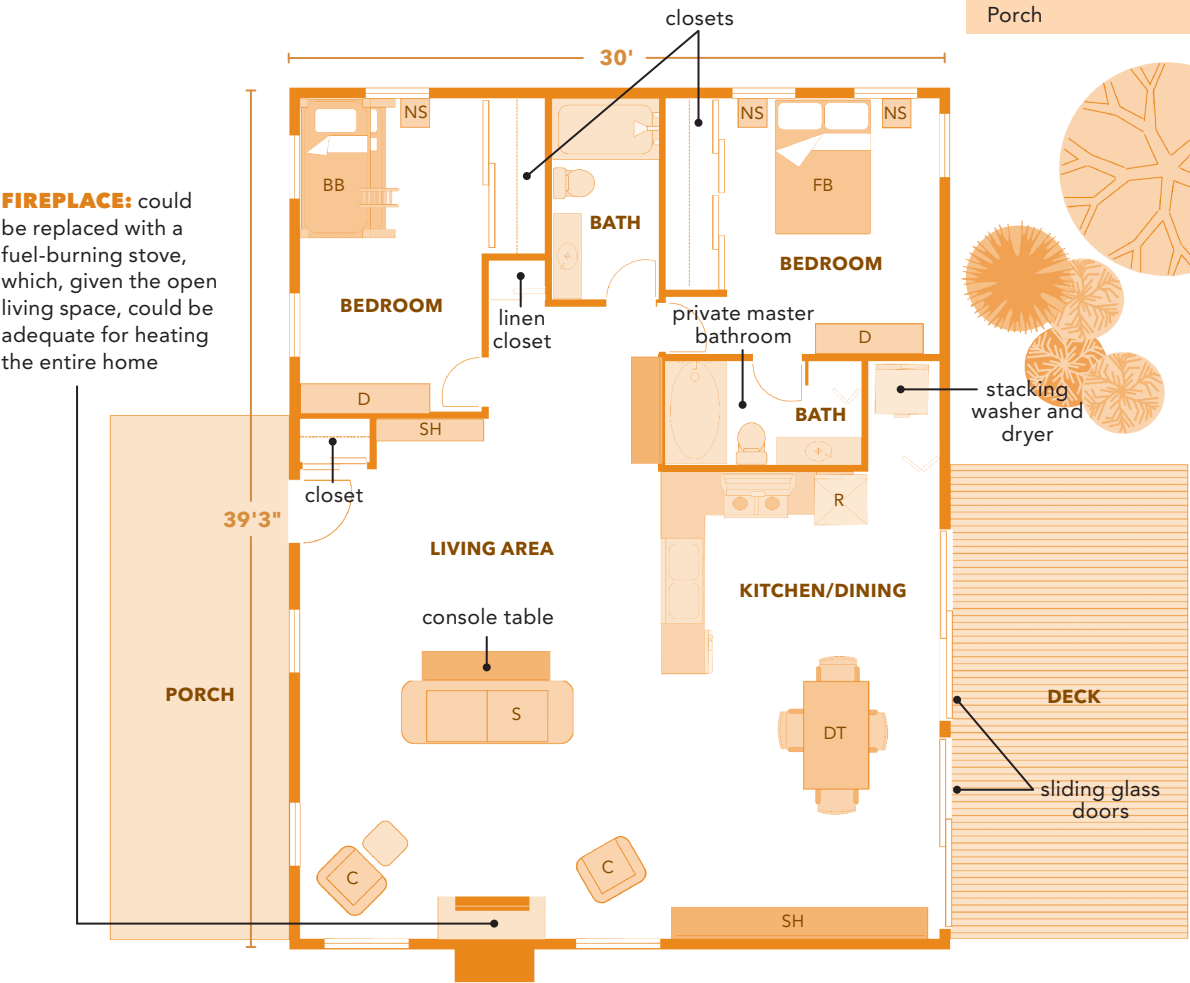 Porch
closets
30'
NS
NS
NS
BB
FB
BATH
FIREPLACE: could
be replaced with a
fuel-burning stove,
which, given the open
living space, could be
adequate for heating
the entire home
BEDROOM
BEDROOM
linen
closet
private master
bathroom
D
D
stacking
washer and
dryer
BATH
SH
closet
R
39'3"
LIVING AREA
KITCHEN/DINING
console table
PORCH
S
DT
DECK
sliding glass
doors
C
C
SH